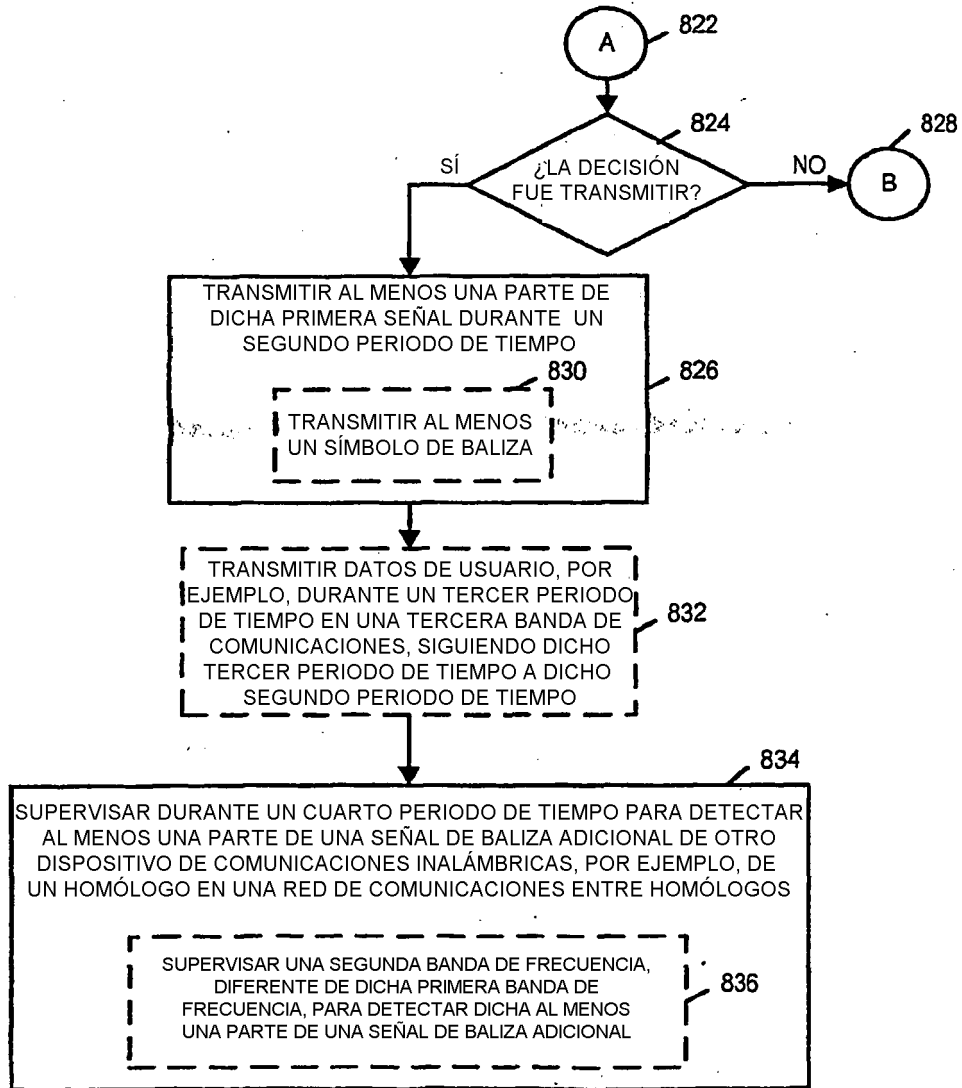 A
822
824
828
SÍ
¿LA DECISIÓN
FUE TRANSMITIR?
NO
B
TRANSMITIR AL MENOS UNA PARTE DE
DICHA PRIMERA SEÑAL DURANTE UN
SEGUNDO PERIODO DE TIEMPO
830
826
TRANSMITIR AL MENOS
UN SÍMBOLO DE BALIZA
TRANSMITIR DATOS DE USUARIO, POR
EJEMPLO, DURANTE UN TERCER PERIODO
DE TIEMPO EN UNA TERCERA BANDA DE
COMUNICACIONES, SIGUIENDO DICHO
TERCER PERIODO DE TIEMPO A DICHO
SEGUNDO PERIODO DE TIEMPO
832
834
SUPERVISAR DURANTE UN CUARTO PERIODO DE TIEMPO PARA DETECTAR
AL MENOS UNA PARTE DE UNA SEÑAL DE BALIZA ADICIONAL DE OTRO
DISPOSITIVO DE COMUNICACIONES INALÁMBRICAS, POR EJEMPLO, DE
UN HOMÓLOGO EN UNA RED DE COMUNICACIONES ENTRE HOMÓLOGOS
SUPERVISAR UNA SEGUNDA BANDA DE FRECUENCIA,
DIFERENTE DE DICHA PRIMERA BANDA DE
FRECUENCIA, PARA DETECTAR DICHA AL MENOS
UNA PARTE DE UNA SEÑAL DE BALIZA ADICIONAL
836